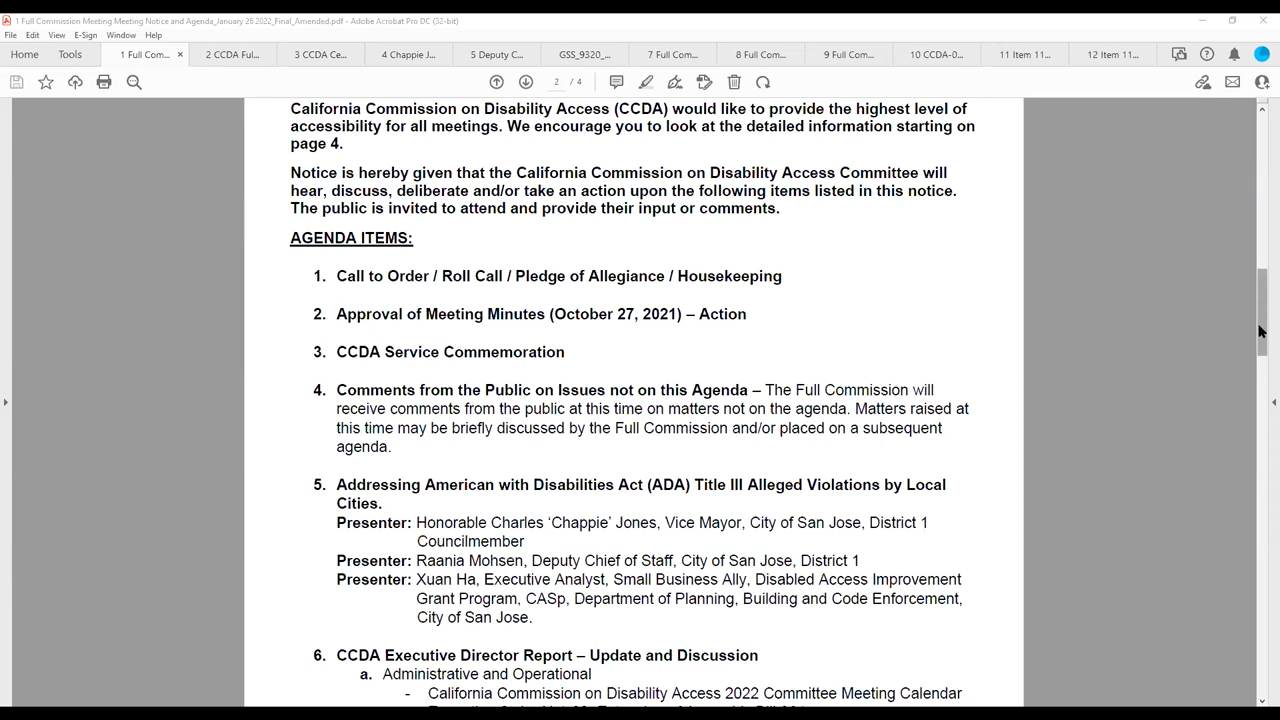 1 Full Commission Meeting Meeting Notice and Agenda_January 26 2022_Final_Amended.pdf - Adobe Acrobat Pro DC (32-bit)
File Edit View E-Sign Window Help
Home Tools 1 Full Com... × 2 CCDA Ful... 3 CCDA Ce... 4 Chappie J... 5 Deputy C... GSS_9320_... 7 Full Com... 8 Full Com... 9 Full Com... 10 CCDA-0... 11 Item 11... 12 Item 11...
2 / 4
California Commission on Disability Access (CCDA) would like to provide the highest level of
accessibility for all meetings. We encourage you to look at the detailed information starting on
page 4.
Notice is hereby given that the California Commission on Disability Access Committee will
hear, discuss, deliberate and/or take an action upon the following items listed in this notice.
The public is invited to attend and provide their input or comments.
AGENDA ITEMS:
1. Call to Order / Roll Call / Pledge of Allegiance / Housekeeping
2. Approval of Meeting Minutes (October 27, 2021) – Action
3. CCDA Service Commemoration
4. Comments from the Public on Issues not on this Agenda – The Full Commission will
receive comments from the public at this time on matters not on the agenda. Matters raised at
this time may be briefly discussed by the Full Commission and/or placed on a subsequent
agenda.
5. Addressing American with Disabilities Act (ADA) Title III Alleged Violations by Local
Cities.
Presenter: Honorable Charles ‘Chappie’ Jones, Vice Mayor, City of San Jose, District 1
Councilmember
Presenter: Raania Mohsen, Deputy Chief of Staff, City of San Jose, District 1
Presenter: Xuan Ha, Executive Analyst, Small Business Ally, Disabled Access Improvement
Grant Program, CASp, Department of Planning, Building and Code Enforcement,
City of San Jose.
6. CCDA Executive Director Report – Update and Discussion
a. Administrative and Operational
- California Commission on Disability Access 2022 Committee Meeting Calendar